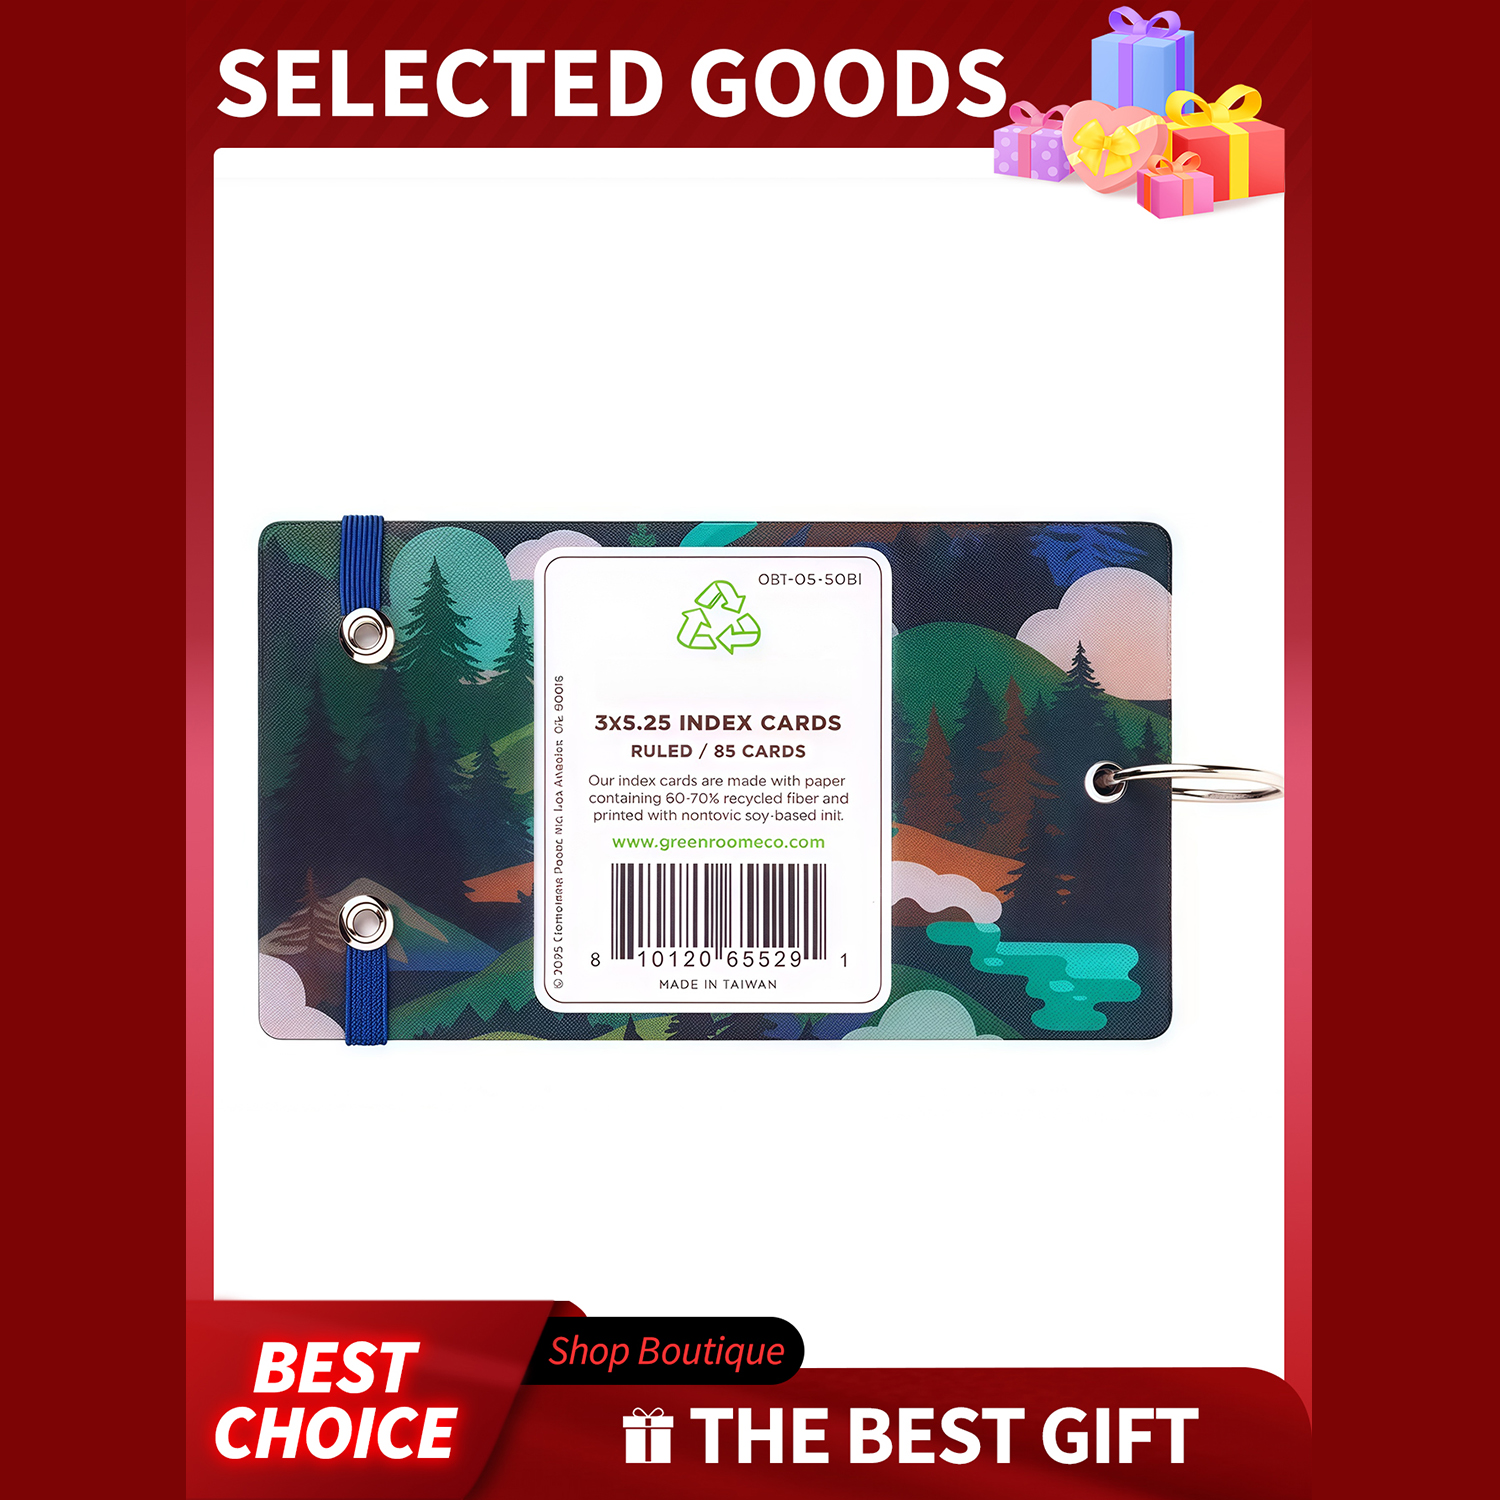 SELECTED GOODS
OBT-05-50BI
3x5.25 INDEX CARDS
RULED / 85 CARDS
Our index cards are made with paper
containing 60-70% recycled fiber and
printed with nontovic soy-based init.
www.greenroomeco.com
8 10120 65529 1
MADE IN TAIWAN
BEST
CHOICE
Shop Boutique
THE BEST GIFT